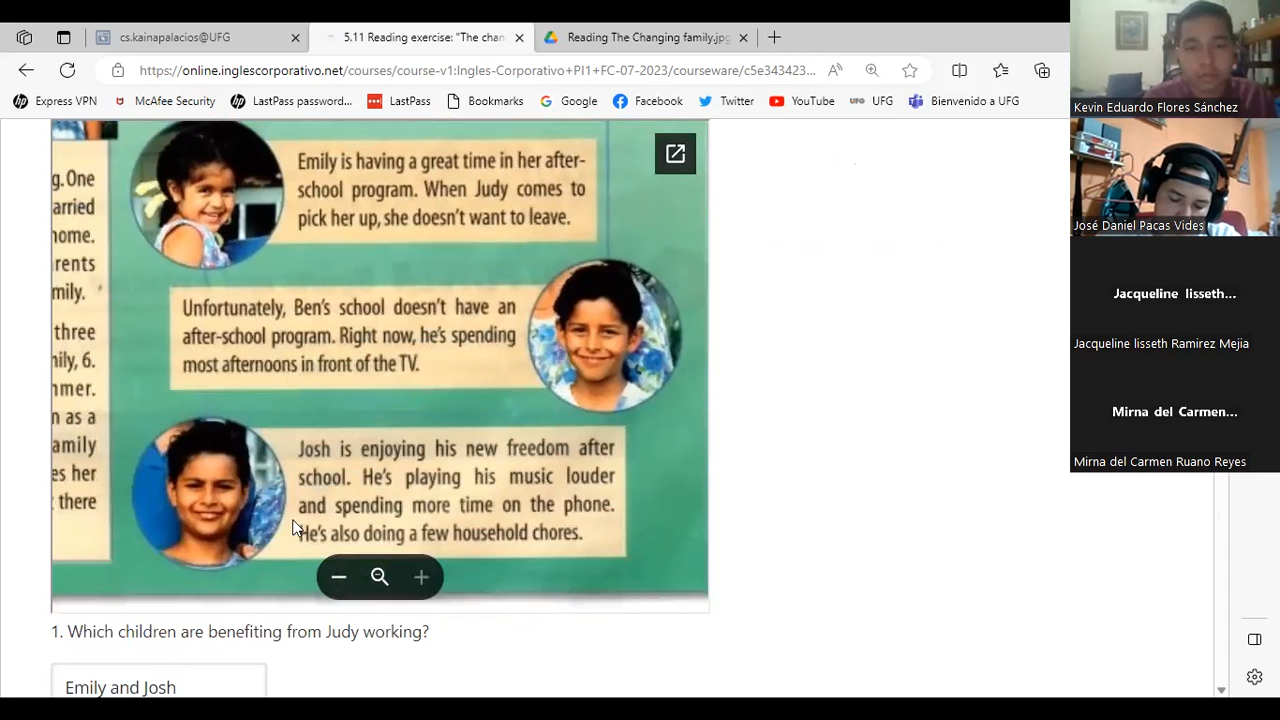 cs.kainapalacios@UFG
5.11 Reading exercise: "The chan
Reading The Changing family.jpg
https://online.inglescorporativo.net/courses/course-v1:Ingles-Corporativo+PI1+FC-07-2023/courseware/c5e343423...
Express VPN
McAfee Security
LastPass password...
LastPass
Bookmarks
Google
Facebook
Twitter
YouTube
UFG
UFG
Bienvenido a UFG
g. One
arried
ome.
rents
mily.
three
nily, 6.
mmer.
n as a
amily
es her
there
Emily is having a great time in her after-
school program. When Judy comes to
pick her up, she doesn't want to leave.
Unfortunately, Ben's school doesn't have an
after-school program. Right now, he's spending
most afternoons in front of the TV.
Josh is enjoying his new freedom after
school. He's playing his music louder
and spending more time on the phone.
He's also doing a few household chores.
1. Which children are benefiting from Judy working?
Emily and Josh
Kevin Eduardo Flores Sánchez
José Daniel Pacas Vides
Jacqueline lisseth...
Jacqueline lisseth Ramirez Mejia
Mirna del Carmen...
Mirna del Carmen Ruano Reyes